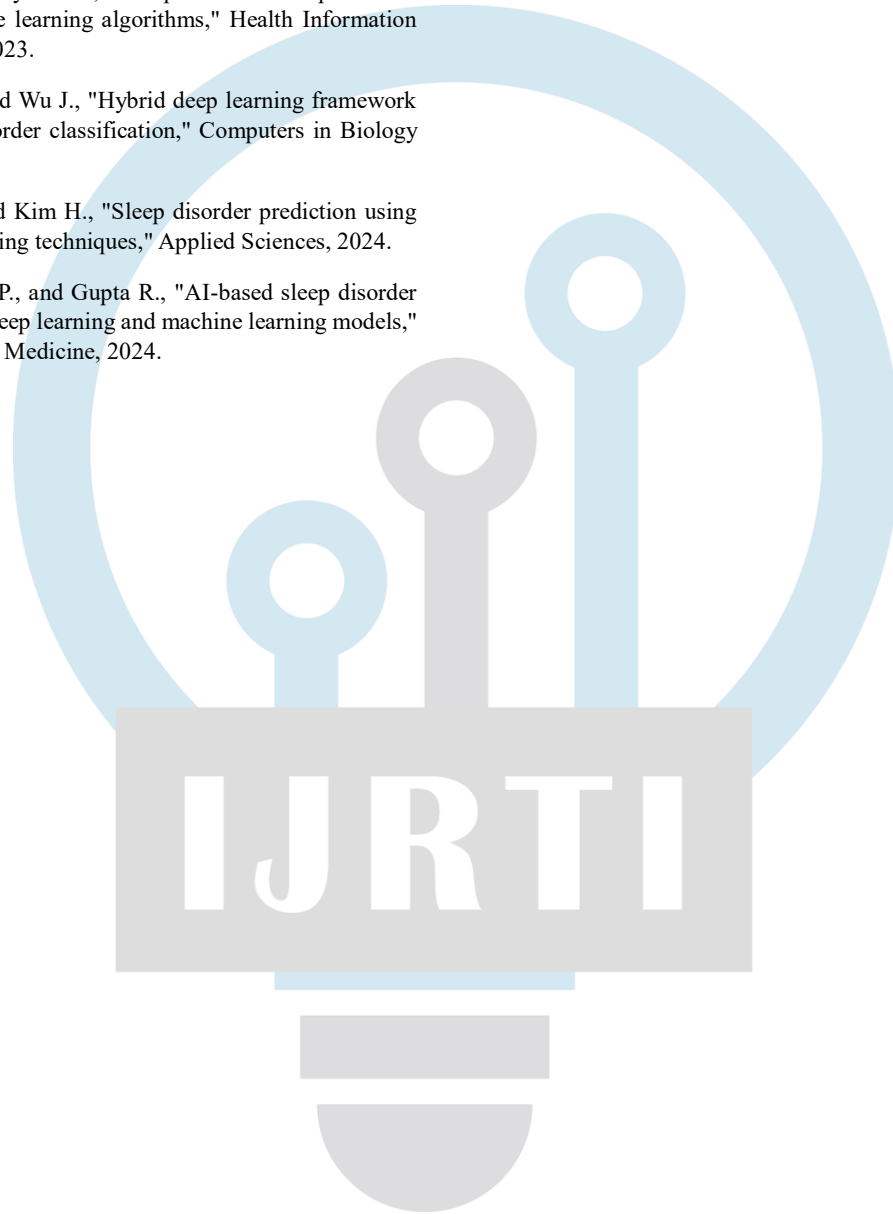 e learning algorithms," Health Information
023.
d Wu J., "Hybrid deep learning framework
order classification," Computers in Biology
d Kim H., "Sleep disorder prediction using
ing techniques," Applied Sciences, 2024.
P., and Gupta R., "AI-based sleep disorder
eep learning and machine learning models,"
Medicine, 2024.
IJRTI